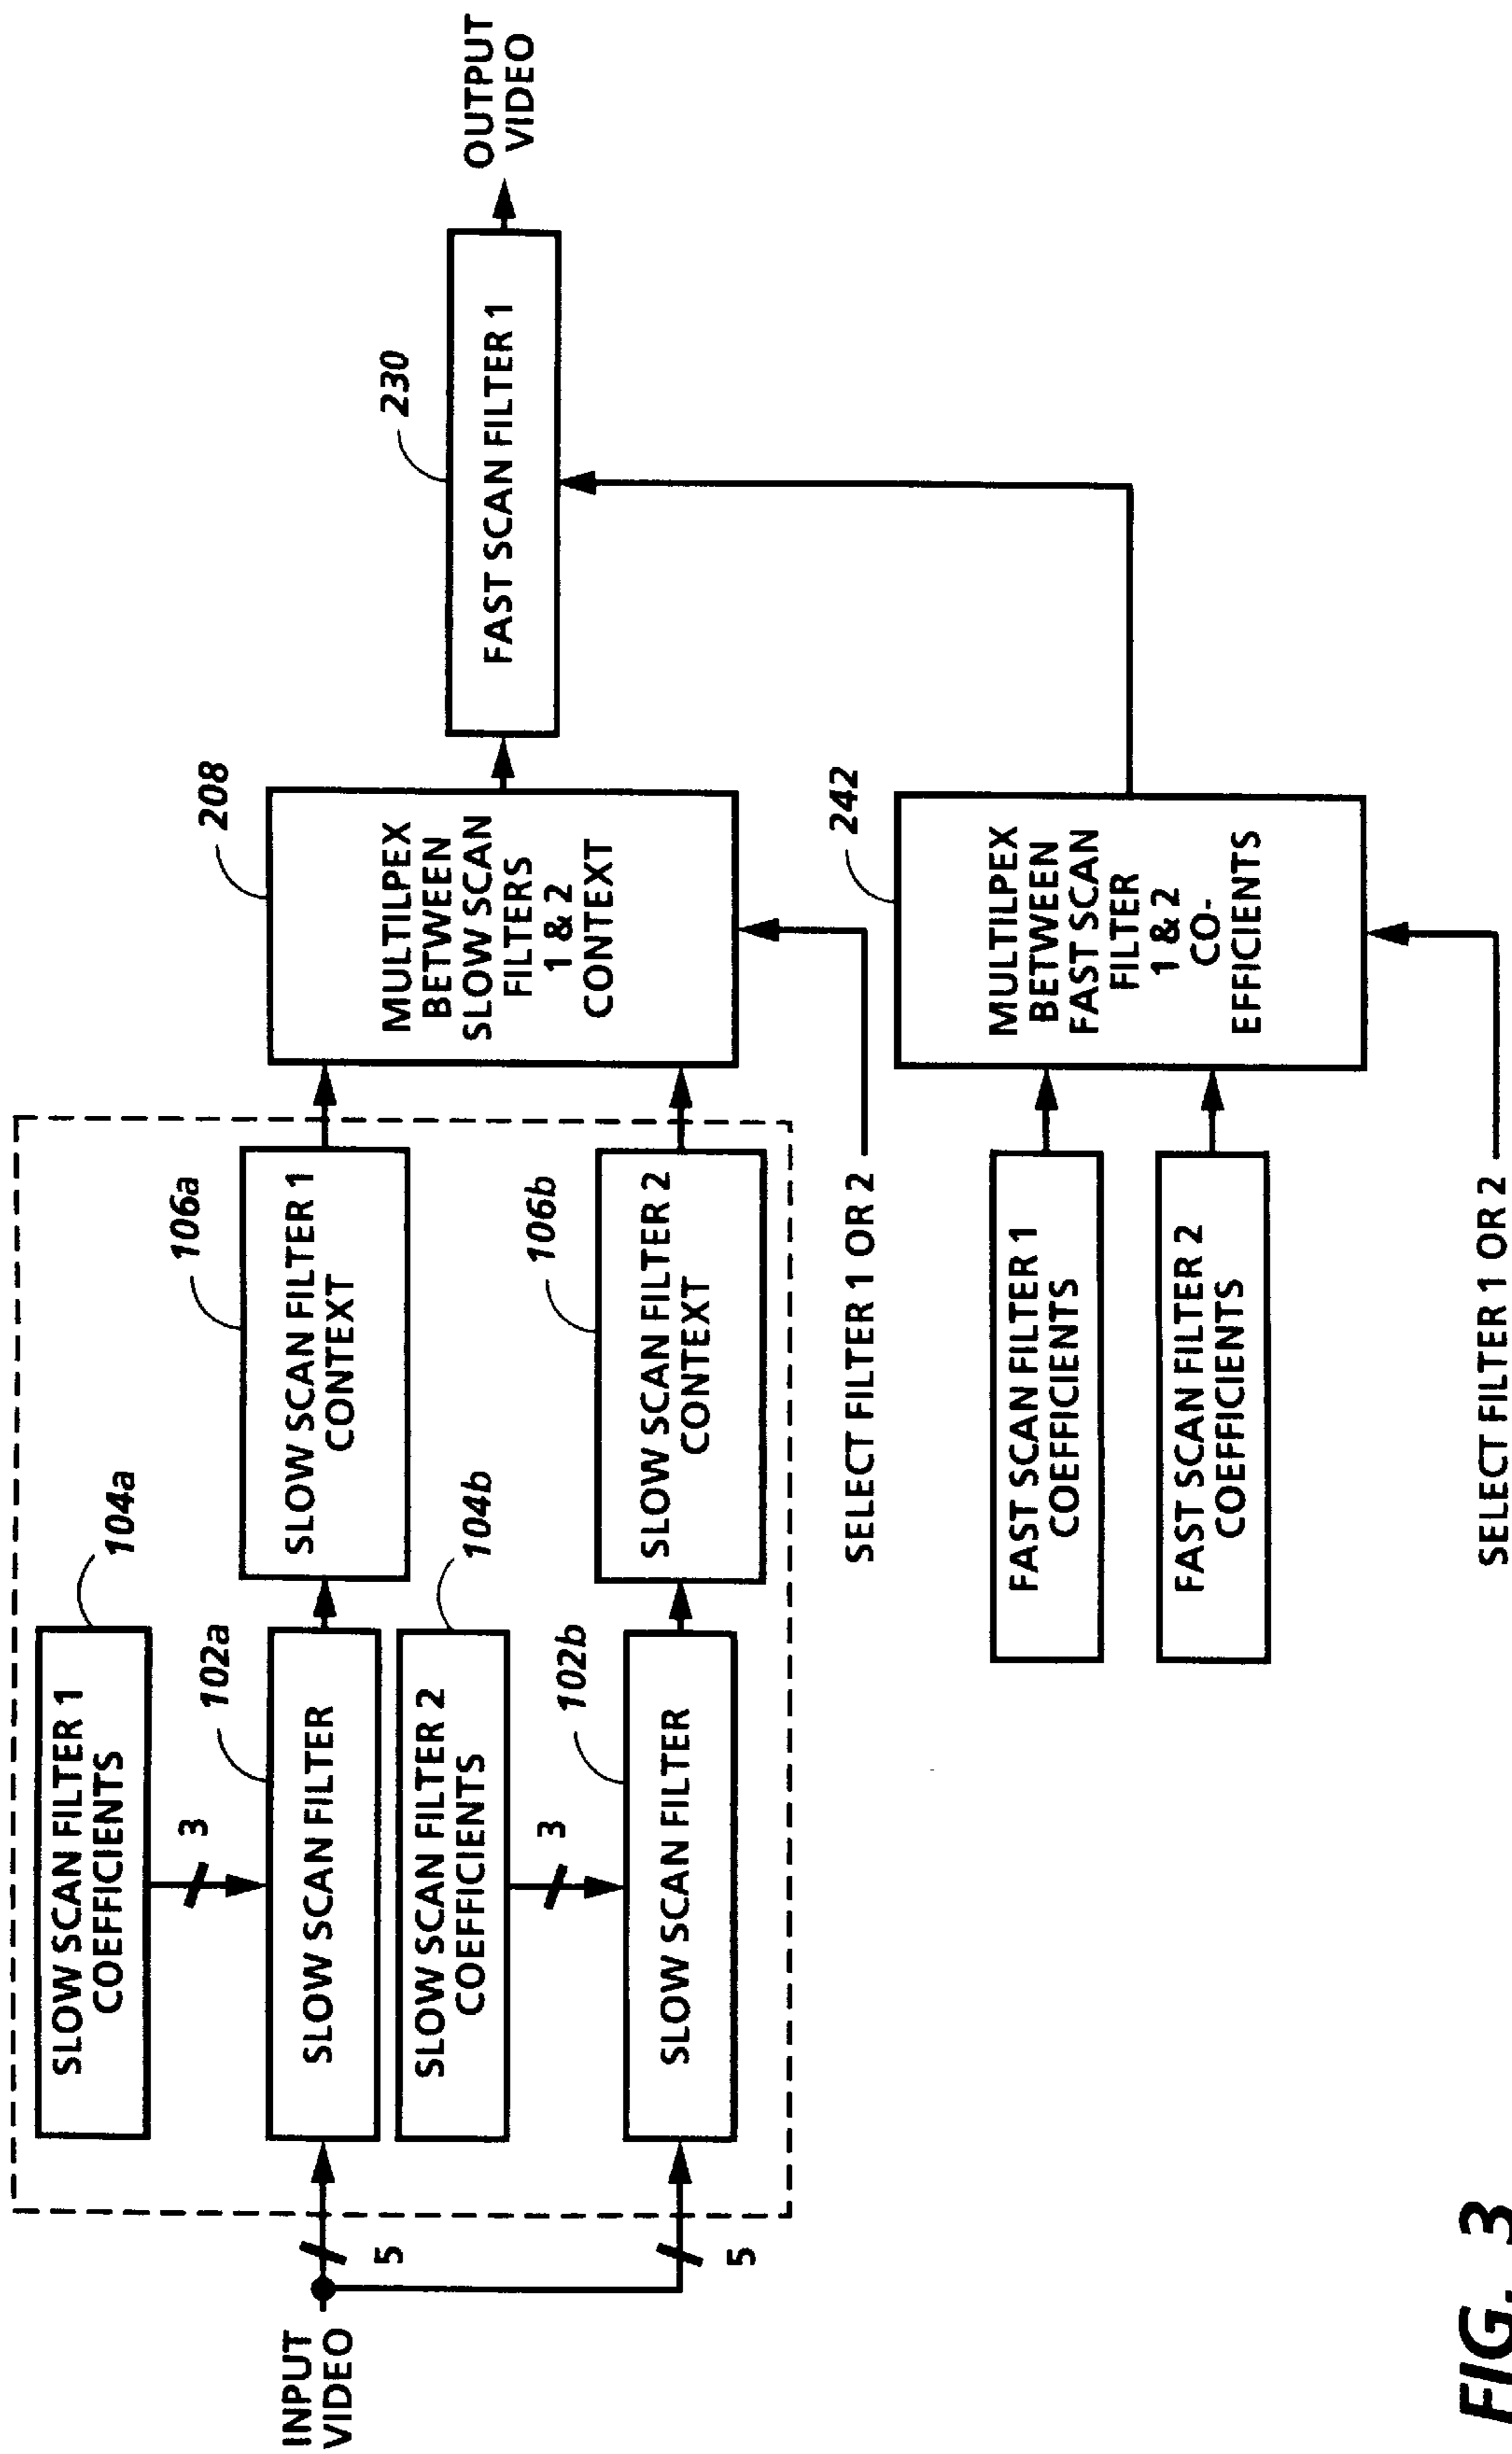 INPUT
VIDEO
5
5
104a
SLOW SCAN FILTER 1
COEFFICIENTS
3
102a
SLOW SCAN FILTER
104b
SLOW SCAN FILTER 2
COEFFICIENTS
3
102b
SLOW SCAN FILTER
106a
SLOW SCAN FILTER 1
CONTEXT
106b
SLOW SCAN FILTER 2
CONTEXT
208
MULTILPEX
BETWEEN
SLOW SCAN
FILTERS
1 & 2
CONTEXT
SELECT FILTER 1 OR 2
230
FAST SCAN FILTER 1
OUTPUT
VIDEO
FAST SCAN FILTER 1
COEFFICIENTS
FAST SCAN FILTER 2
COEFFICIENTS
242
MULTILPEX
BETWEEN
FAST SCAN
FILTER
1 & 2
CO-
EFFICIENTS
SELECT FILTER 1 OR 2
FIG. 3